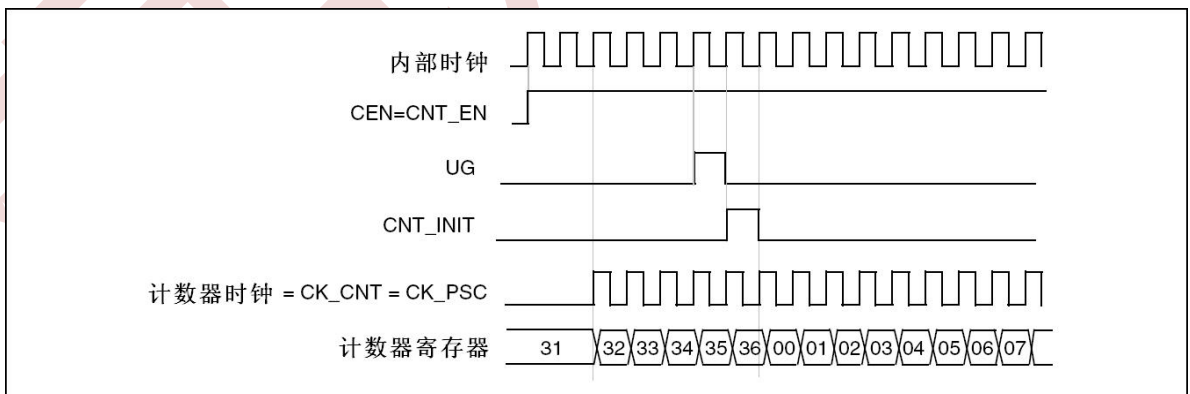 内部时钟
CEN=CNT_EN
UG
CNT_INIT
计数器时钟 = CK_CNT = CK_PSC
计数器寄存器 31 32 33 34 35 36 00 01 02 03 04 05 06 07